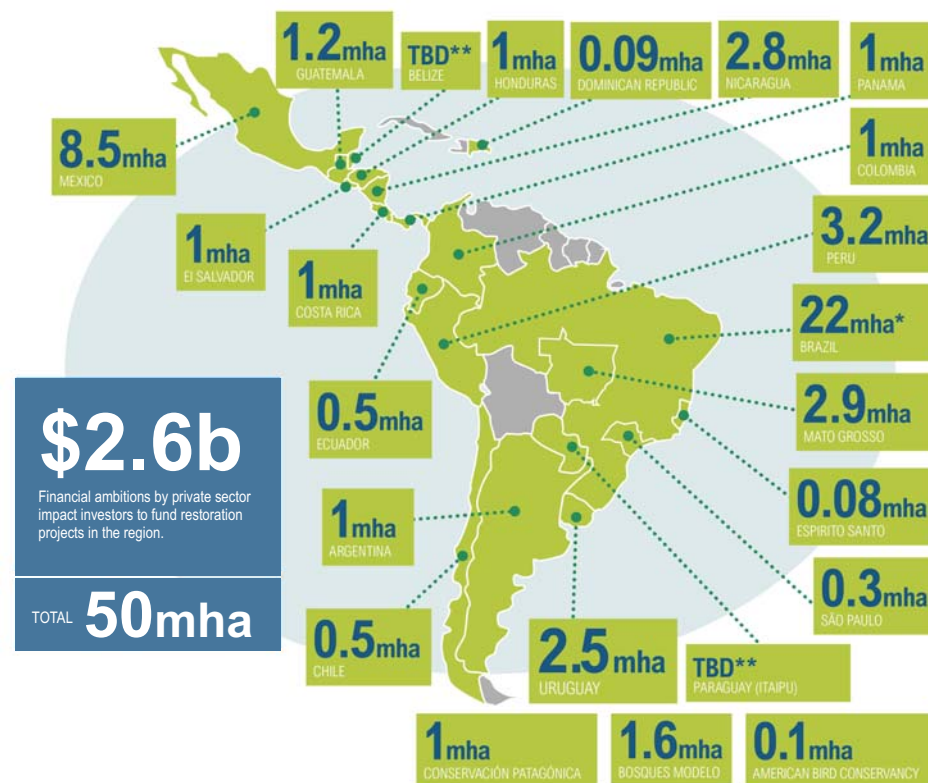 1.2mha
GUATEMALA
TBD**
BELIZE
1mha
HONDURAS
0.09mha
DOMINICAN REPUBLIC
2.8mha
NICARAGUA
1mha
PANAMA
8.5mha
MEXICO
1mha
COLOMBIA
1mha
El SALVADOR
1mha
COSTA RICA
3.2mha
PERU
22mha*
BRAZIL
0.5mha
ECUADOR
2.9mha
MATO GROSSO
$2.6b
Financial ambitions by private sector
impact investors to fund restoration
projects in the region.
TOTAL 50mha
1mha
ARGENTINA
0.08mha
ESPIRITO SANTO
0.5mha
CHILE
2.5mha
URUGUAY
TBD**
PARAGUAY (ITAIPU)
0.3mha
SÃO PAULO
1mha
CONSERVACIÓN PATAGÓNICA
1.6mha
BOSQUES MODELO
0.1mha
AMERICAN BIRD CONSERVANCY